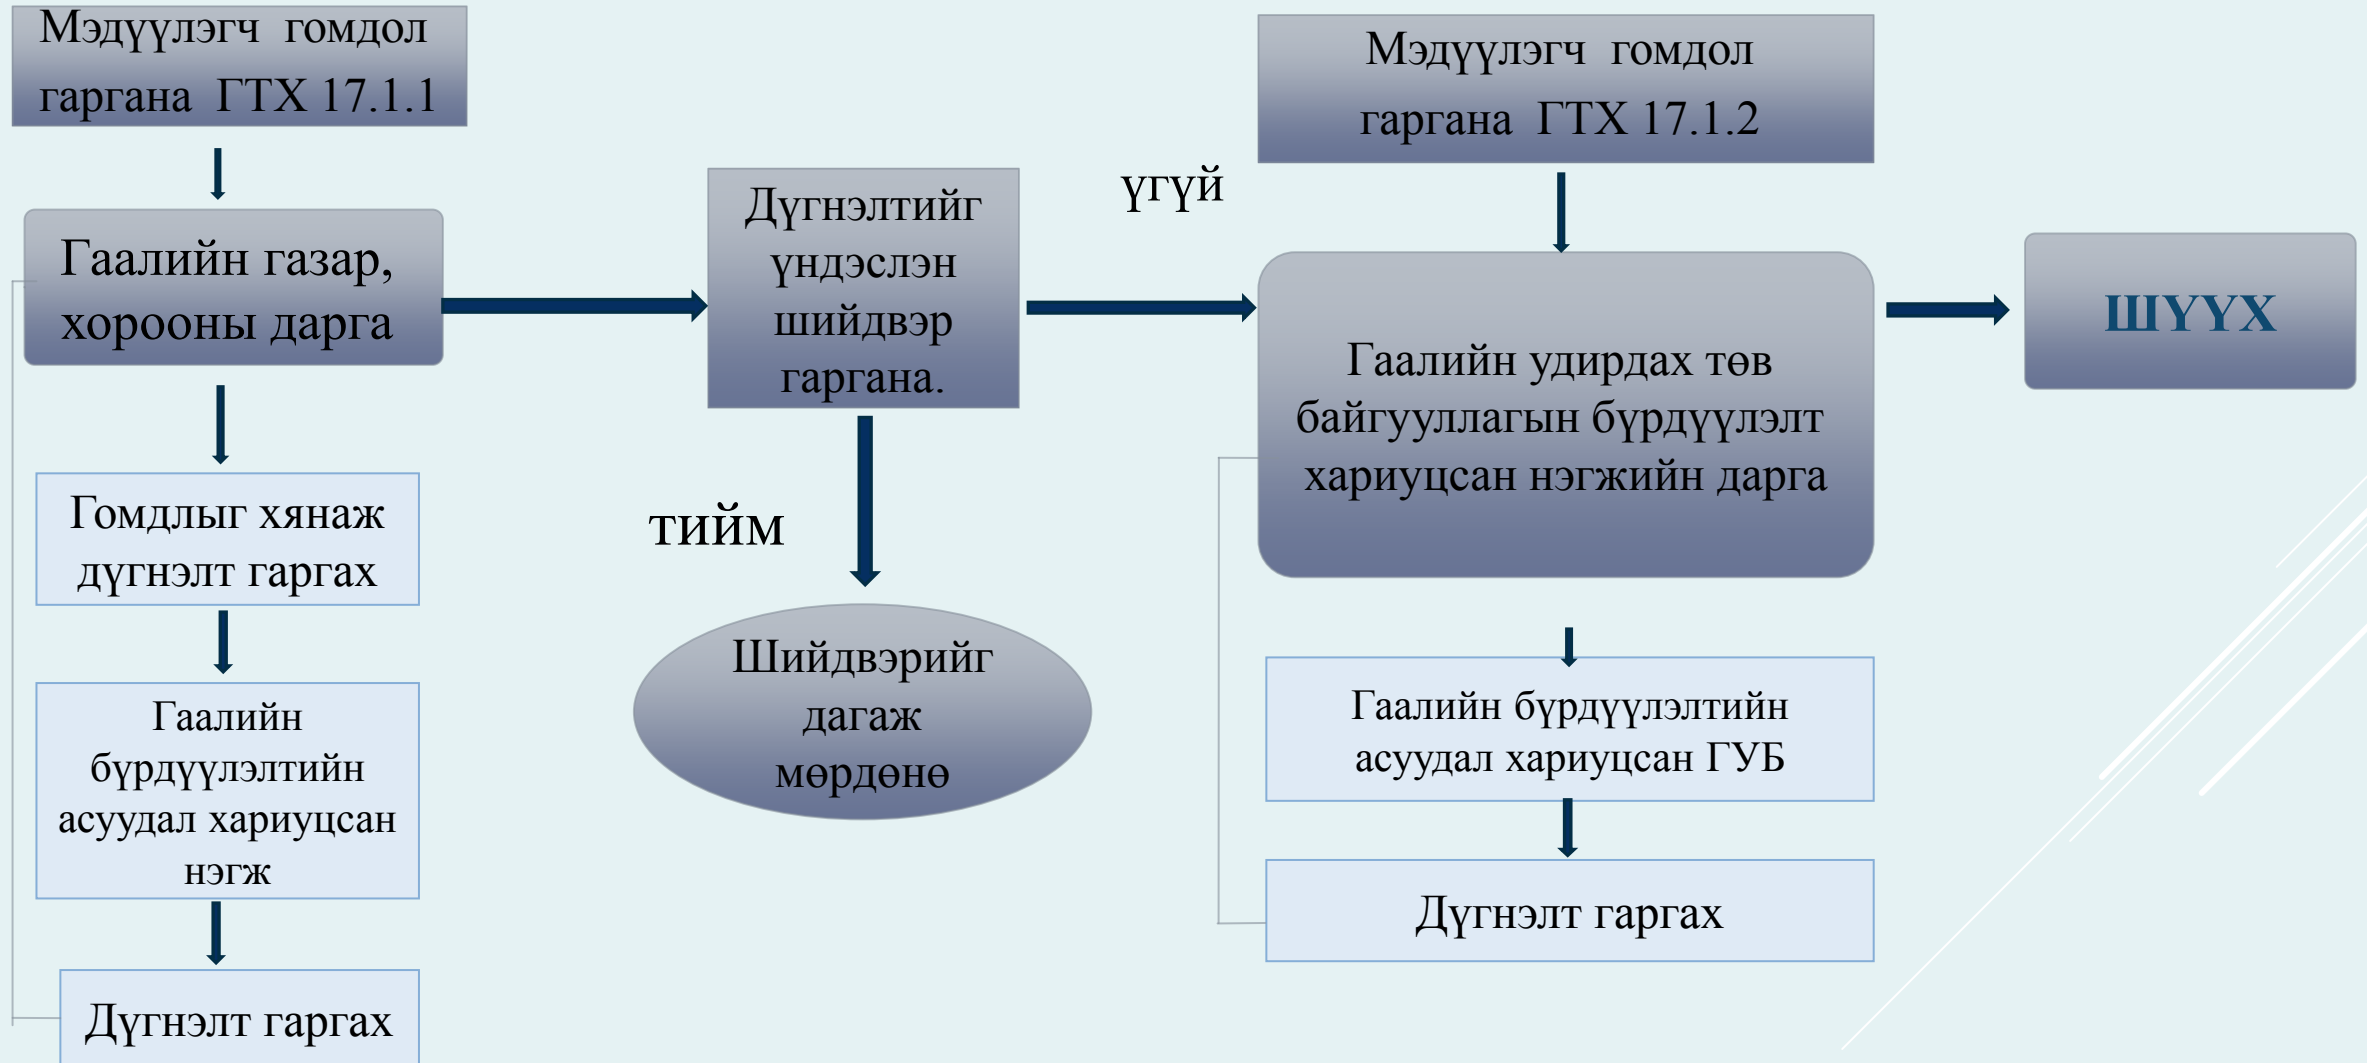 Мэдүүлэгч гомдол
гаргана ГТХ 17.1.1
Гаалийн газар,
хорооны дарга
Гомдлыг хянаж
дүгнэлт гаргах
Гаалийн
бүрдүүлэлтийн
асуудал хариуцсан
нэгж
Дүгнэлт гаргах
Дүгнэлтийг
үндэслэн
шийдвэр
гаргана.
тийм
Шийдвэрийг
дагаж
мөрдөнө
үгүй
Мэдүүлэгч гомдол
гаргана ГТХ 17.1.2
Гаалийн удирдах төв
байгууллагын бүрдүүлэлт
хариуцсан нэгжийн дарга
Гаалийн бүрдүүлэлтийн
асуудал хариуцсан ГУБ
Дүгнэлт гаргах
ШҮҮХ